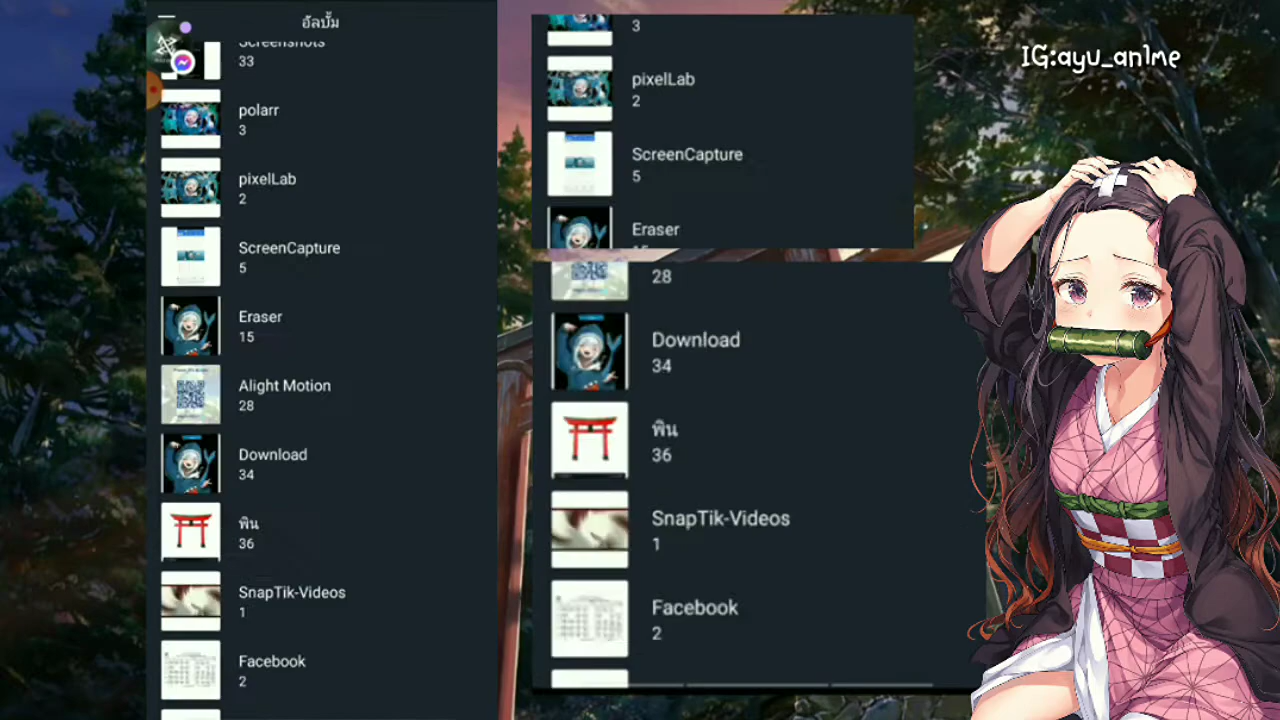 อัลบั้ม
Screenshots
33
polarr
3
pixelLab
2
ScreenCapture
5
Eraser
15
Alight Motion
28
Download
34
พิน
36
SnapTik-Videos
1
Facebook
2
3
pixelLab
2
ScreenCapture
5
Eraser
15
28
Download
34
พิน
36
SnapTik-Videos
1
Facebook
2
IG:ayu_an1me